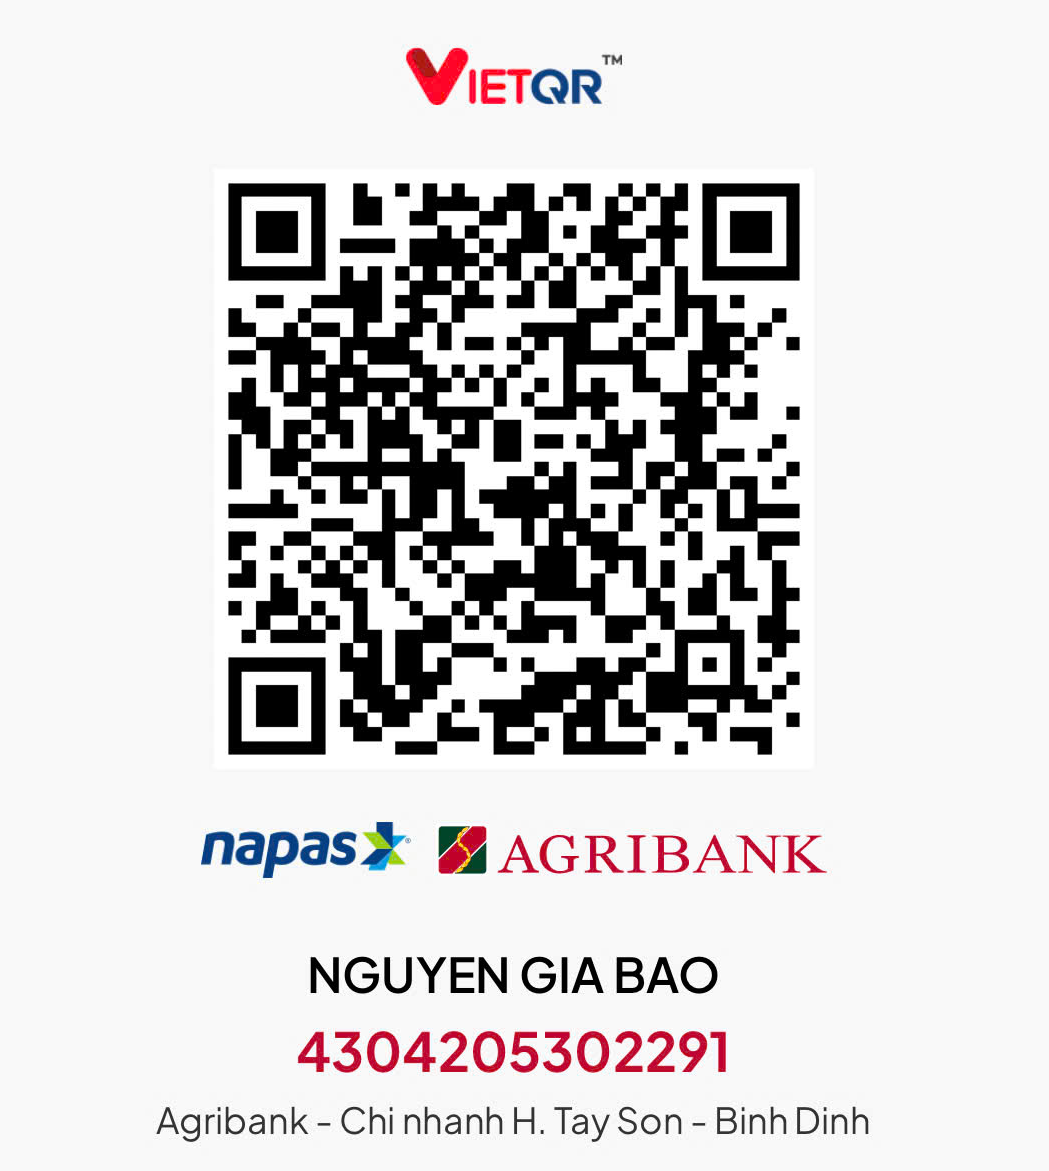 VIETQR™
napas® AGRIBANK
NGUYEN GIA BAO
4304205302291
Agribank - Chi nhanh H. Tay Son - Binh Dinh